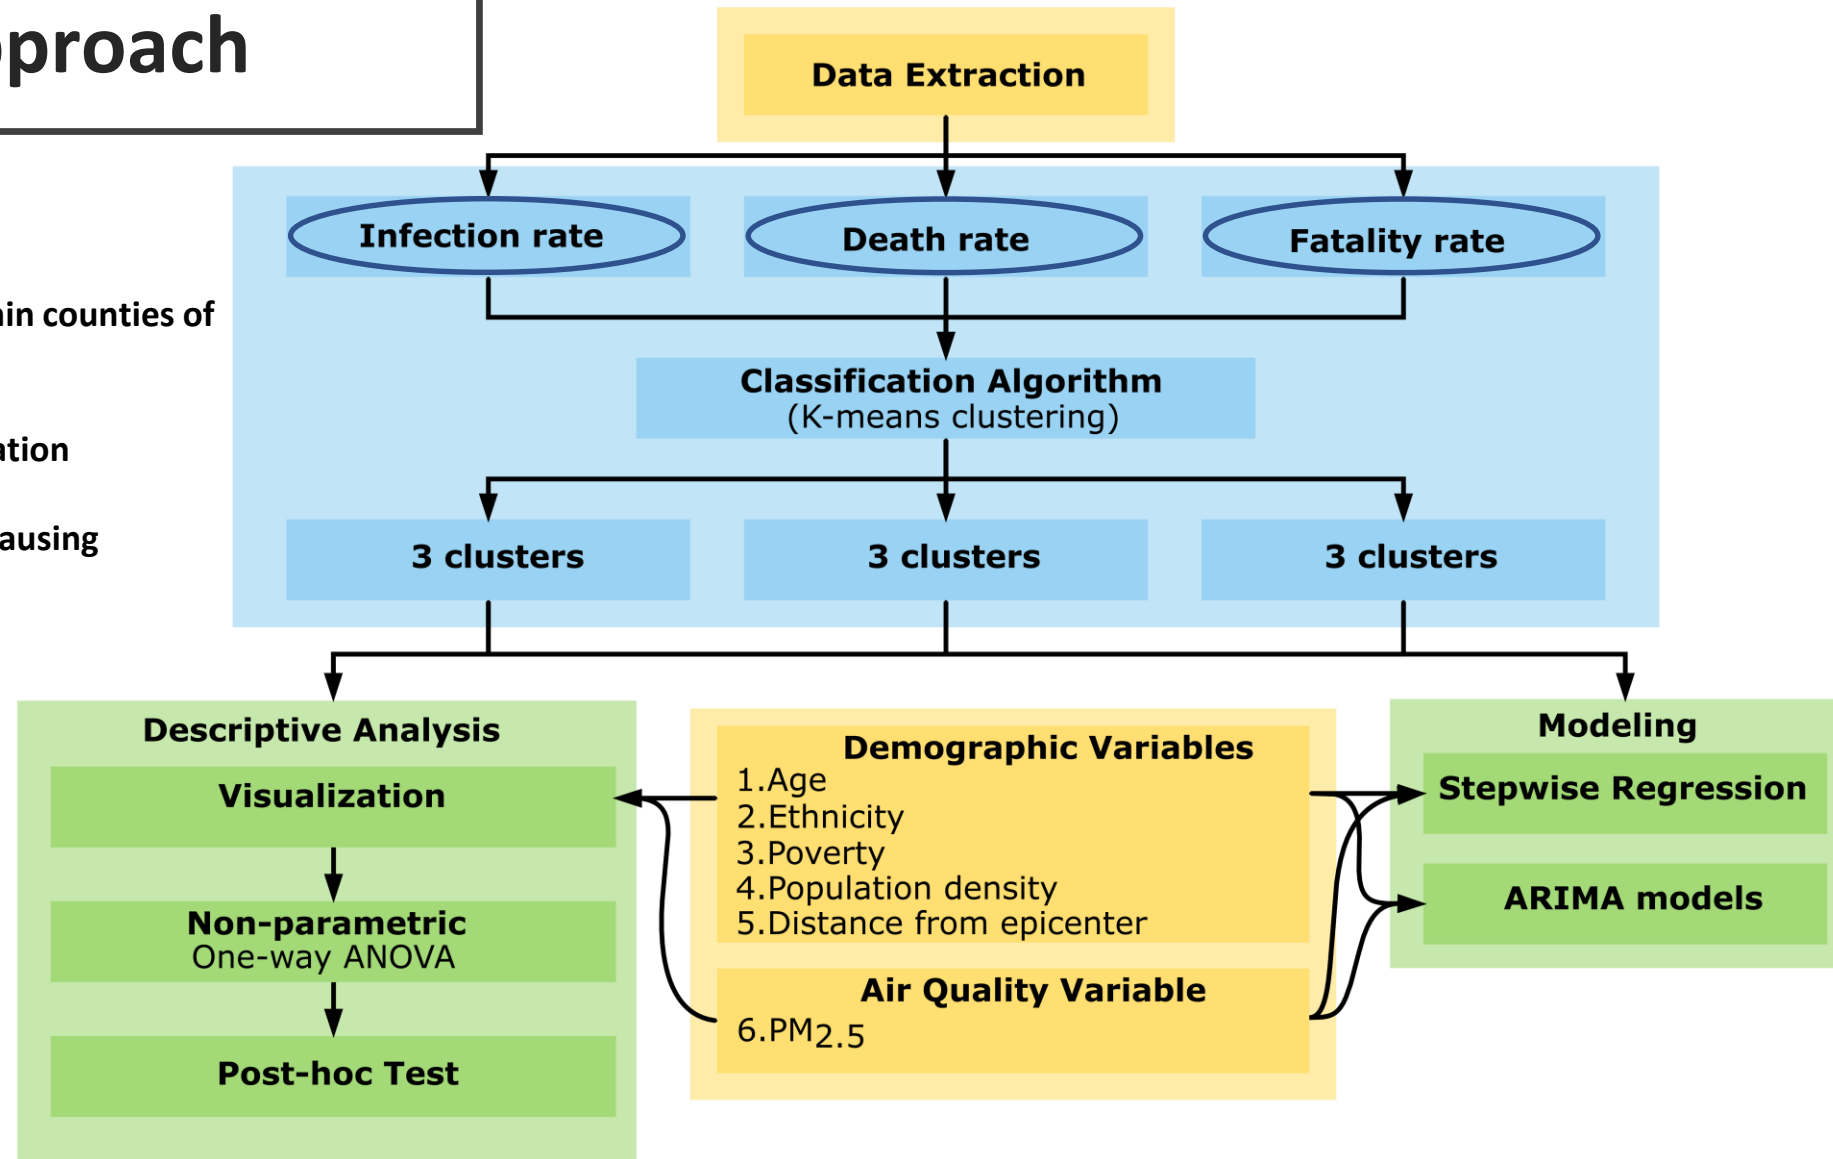 pproach
Data Extraction
Infection rate
Death rate
Fatality rate
counties of
Classification Algorithm
(K-means clustering)
ation
ausing
3 clusters
3 clusters
3 clusters
Descriptive Analysis
Visualization
Non-parametric
One-way ANOVA
Post-hoc Test
Demographic Variables
1.Age
2.Ethnicity
3.Poverty
4.Population density
5.Distance from epicenter
Air Quality Variable
6.PM2.5
Modeling
Stepwise Regression
ARIMA models